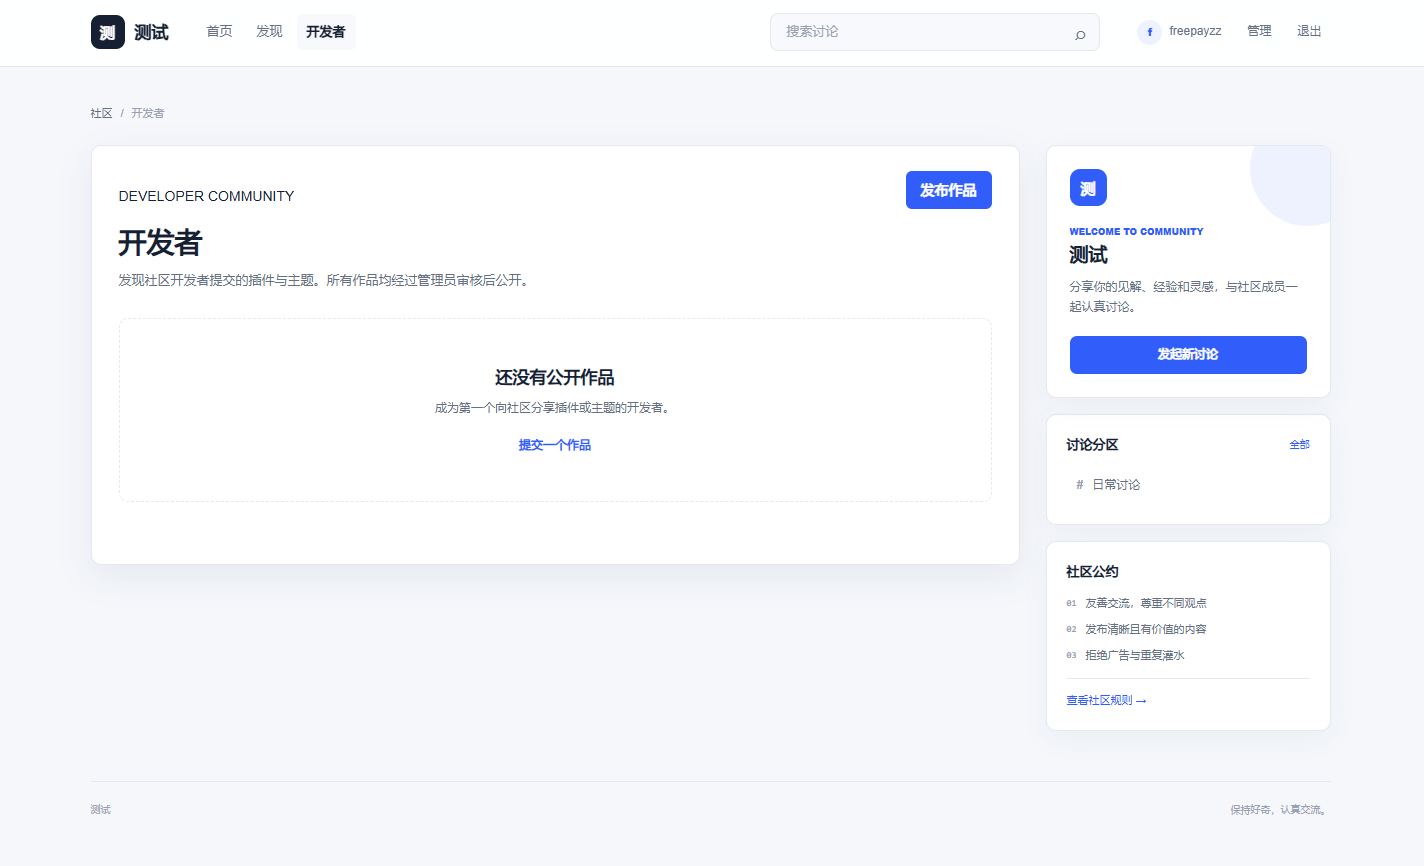 测 测试 首页 发现 开发者 搜索讨论 f freepayzz 管理 退出
社区 / 开发者
DEVELOPER COMMUNITY
发布作品
开发者
发现社区开发者提交的插件与主题。所有作品均经过管理员审核后公开。
还没有公开作品
成为第一个向社区分享插件或主题的开发者。
提交一个作品
测
WELCOME TO COMMUNITY
测试
分享你的见解、经验和灵感，与社区成员一
起认真讨论。
发起新讨论
讨论分区 全部
# 日常讨论
社区公约
01 友善交流，尊重不同观点
02 发布清晰且有价值的内容
03 拒绝广告与重复灌水
查看社区规则 →
测试 保持好奇，认真交流。